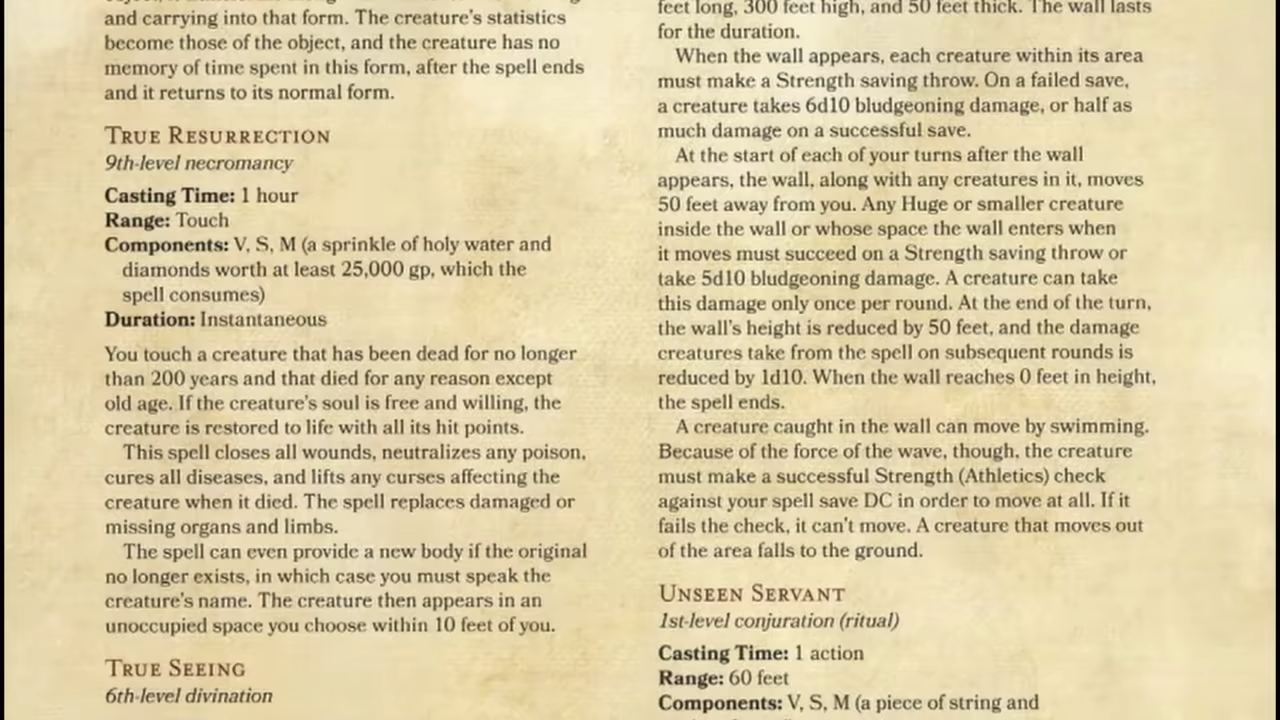 and carrying into that form. The creature's statistics
become those of the object, and the creature has no
memory of time spent in this form, after the spell ends
and it returns to its normal form.
TRUE RESURRECTION
9th-level necromancy
Casting Time: 1 hour
Range: Touch
Components: V, S, M (a sprinkle of holy water and
diamonds worth at least 25,000 gp, which the
spell consumes)
Duration: Instantaneous
You touch a creature that has been dead for no longer
than 200 years and that died for any reason except
old age. If the creature's soul is free and willing, the
creature is restored to life with all its hit points.
This spell closes all wounds, neutralizes any poison,
cures all diseases, and lifts any curses affecting the
creature when it died. The spell replaces damaged or
missing organs and limbs.
The spell can even provide a new body if the original
no longer exists, in which case you must speak the
creature's name. The creature then appears in an
unoccupied space you choose within 10 feet of you.
TRUE SEEING
6th-level divination
feet long, 300 feet high, and 50 feet thick. The wall lasts
for the duration.
When the wall appears, each creature within its area
must make a Strength saving throw. On a failed save,
a creature takes 6d10 bludgeoning damage, or half as
much damage on a successful save.
At the start of each of your turns after the wall
appears, the wall, along with any creatures in it, moves
50 feet away from you. Any Huge or smaller creature
inside the wall or whose space the wall enters when
it moves must succeed on a Strength saving throw or
take 5d10 bludgeoning damage. A creature can take
this damage only once per round. At the end of the turn,
the wall's height is reduced by 50 feet, and the damage
creatures take from the spell on subsequent rounds is
reduced by 1d10. When the wall reaches 0 feet in height,
the spell ends.
A creature caught in the wall can move by swimming.
Because of the force of the wave, though, the creature
must make a successful Strength (Athletics) check
against your spell save DC in order to move at all. If it
fails the check, it can't move. A creature that moves out
of the area falls to the ground.
UNSEEN SERVANT
1st-level conjuration (ritual)
Casting Time: 1 action
Range: 60 feet
Components: V, S, M (a piece of string and